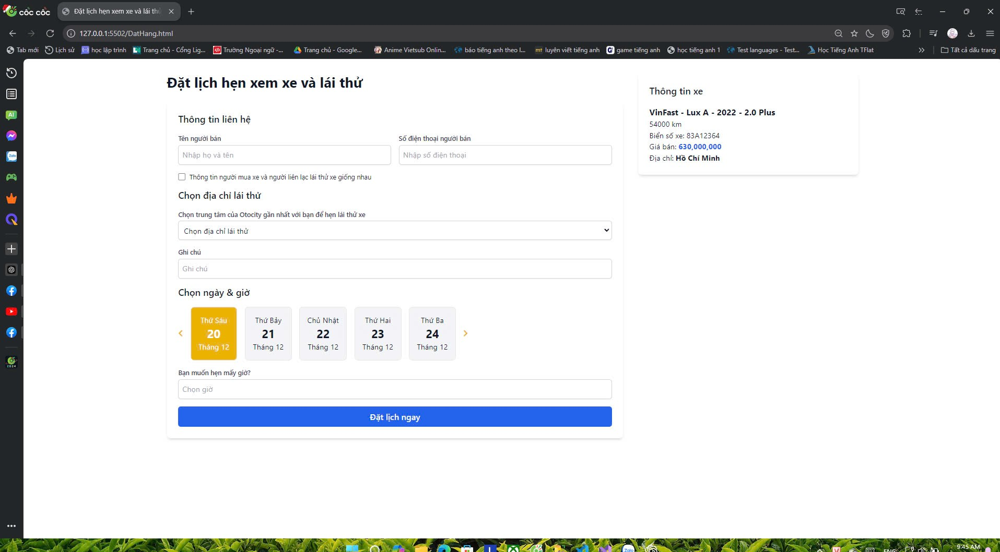 cốc cốc
Đặt lịch hẹn xem xe và lái thử
127.0.0.1:5502/DatHang.html
Tab mới
Lịch sử
học lập trình
Trang chủ - Cổng Lig...
Trường Ngoại ngữ -...
Trang chủ - Google...
Anime Vietsub Onlin...
báo tiếng anh theo l...
mt luyện viết tiếng anh
game tiếng anh
học tiếng anh 1
Test languages - Test...
Học Tiếng Anh TFlat
Tất cả dấu trang
AI
Zalo
2024
Đặt lịch hẹn xem xe và lái thử
Thông tin liên hệ
Tên người bán
Số điện thoại người bán
Nhập họ và tên
Nhập số điện thoại
Thông tin người mua xe và người liên lạc lái thử xe giống nhau
Chọn địa chỉ lái thử
Chọn trung tâm của Otocity gần nhất với bạn để hẹn lái thử xe
Chọn địa chỉ lái thử
Ghi chú
Ghi chú
Chọn ngày & giờ
Thứ Sáu
20
Tháng 12
Thứ Bảy
21
Tháng 12
Chủ Nhật
22
Tháng 12
Thứ Hai
23
Tháng 12
Thứ Ba
24
Tháng 12
Bạn muốn hẹn mấy giờ?
Chọn giờ
Đặt lịch ngay
Thông tin xe
VinFast - Lux A - 2022 - 2.0 Plus
54000 km
Biển số xe: 83A12364
Giá bán: 630,000,000
Địa chỉ: Hồ Chí Minh
Zalo
ENG
9:45 AM